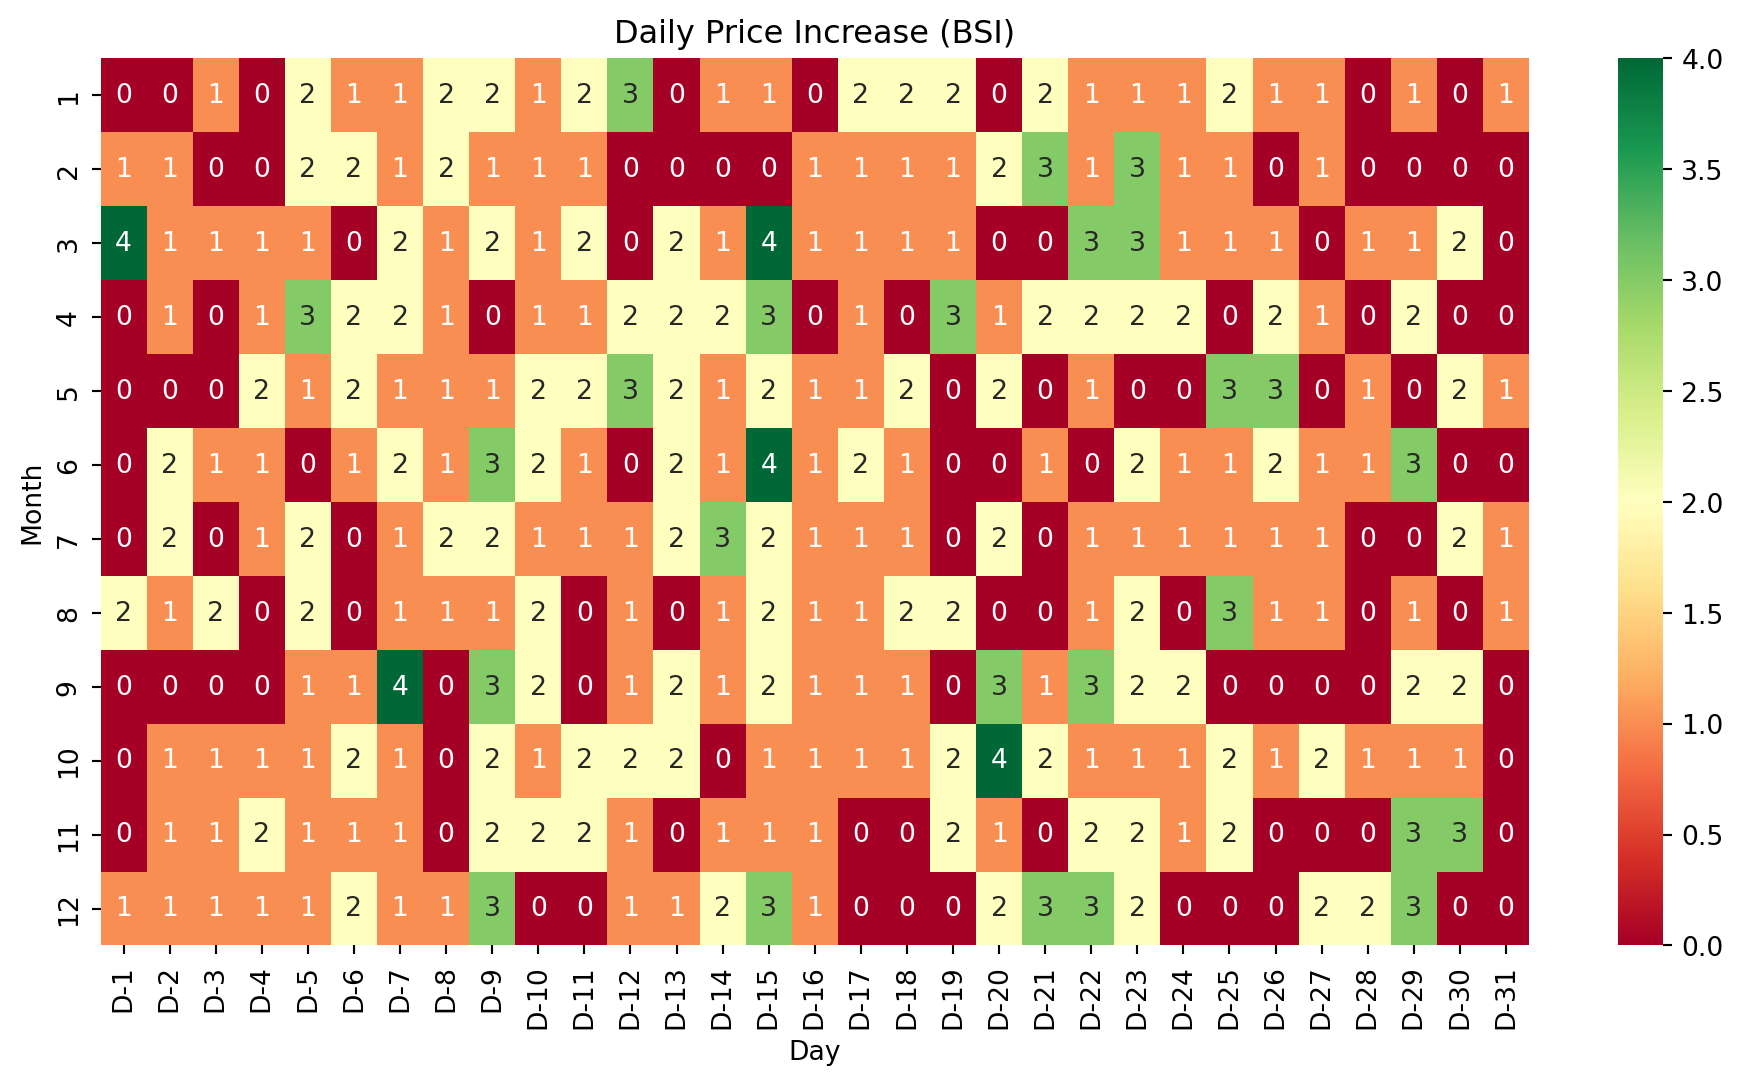 Daily Price Increase (BSI)
1 0 0 1 0 2 1 1 2 2 1 2 3 0 1 1 0 2 2 2 0 2 1 1 1 2 1 1 0 1 0 1
2 1 1 0 0 2 2 1 2 1 1 1 0 0 0 0 1 1 1 1 2 3 1 3 1 1 0 1 0 0 0 0
3 4 1 1 1 1 0 2 1 2 1 2 0 2 1 4 1 1 1 1 0 0 3 3 1 1 1 0 1 1 2 0
4 0 1 0 1 3 2 2 1 0 1 1 2 2 2 3 0 1 0 3 1 2 2 2 2 0 2 1 0 2 0 0
5 0 0 0 2 1 2 1 1 1 2 2 3 2 1 2 1 1 2 0 2 0 1 0 0 3 3 0 1 0 2 1
6 0 2 1 1 0 1 2 1 3 2 1 0 2 1 4 1 2 1 0 0 1 0 2 1 1 2 1 1 3 0 0
7 0 2 0 1 2 0 1 2 2 1 1 1 2 3 2 1 1 1 0 2 0 1 1 1 1 1 1 0 0 2 1
8 2 1 2 0 2 0 1 1 1 2 0 1 0 1 2 1 1 2 2 0 0 1 2 0 3 1 1 0 1 0 1
9 0 0 0 0 1 1 4 0 3 2 0 1 2 1 2 1 1 1 0 3 1 3 2 2 0 0 0 0 2 2 0
10 0 1 1 1 1 2 1 0 2 1 2 2 2 0 1 1 1 1 2 4 2 1 1 1 2 1 2 1 1 1 0
11 0 1 1 2 1 1 1 0 2 2 2 1 0 1 1 1 0 0 2 1 0 2 2 1 2 0 0 0 3 3 0
12 1 1 1 1 1 2 1 1 3 0 0 1 1 2 3 1 0 0 0 2 3 3 2 0 0 0 2 2 3 0 0
Month
D-1 D-2 D-3 D-4 D-5 D-6 D-7 D-8 D-9 D-10 D-11 D-12 D-13 D-14 D-15 D-16 D-17 D-18 D-19 D-20 D-21 D-22 D-23 D-24 D-25 D-26 D-27 D-28 D-29 D-30 D-31
Day
4.0
3.5
3.0
2.5
2.0
1.5
1.0
0.5
0.0